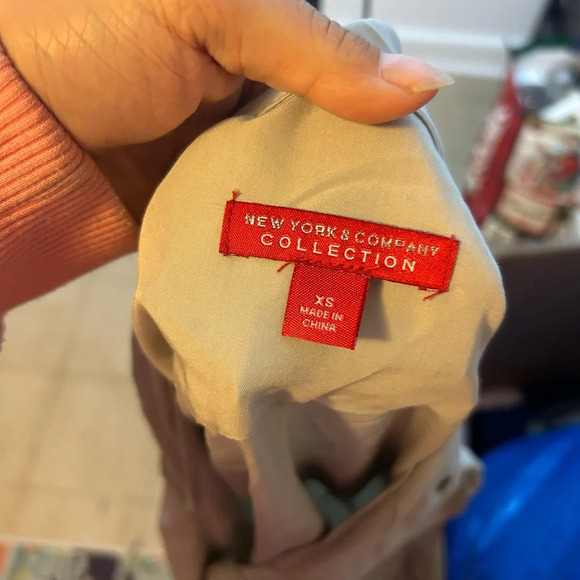 NEW YORK & COMPANY
COLLECTION
XS
MADE IN
CHINA